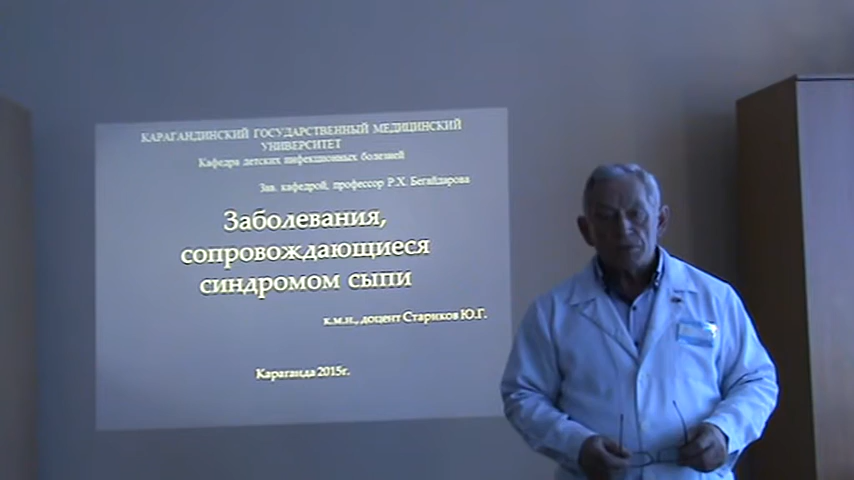 КАРАГАНДИНСКИЙ ГОСУДАРСТВЕННЫЙ МЕДИЦИНСКИЙ
УНИВЕРСИТЕТ
Кафедра детских инфекционных болезней
Зав. кафедрой, профессор Р.Х. Бегайдарова
Заболевания,
сопровождающиеся
синдромом сыпи
к.м.н., доцент Стариков Ю.Г.
Караганда 2015г.